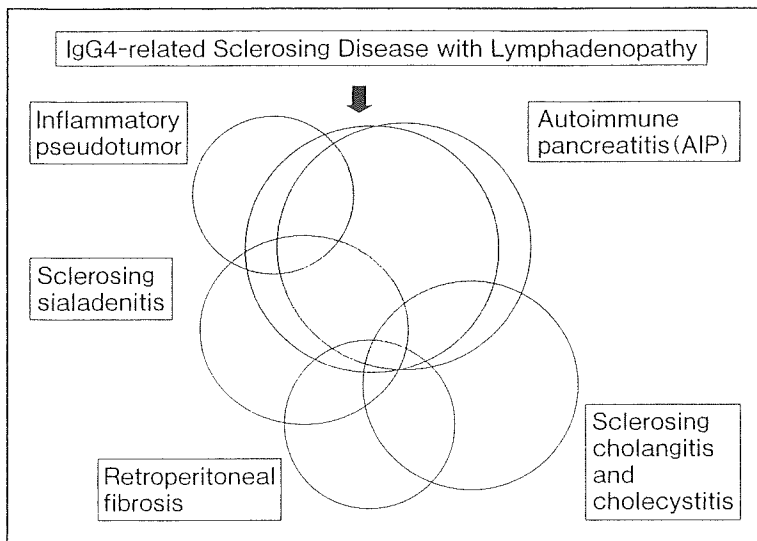 IgG4-related Sclerosing Disease with Lymphadenopathy
Inflammatory
pseudotumor
Autoimmune
pancreatitis(AIP)
Sclerosing
sialadenitis
Sclerosing
cholangitis
and
cholecystitis
Retroperitoneal
fibrosis